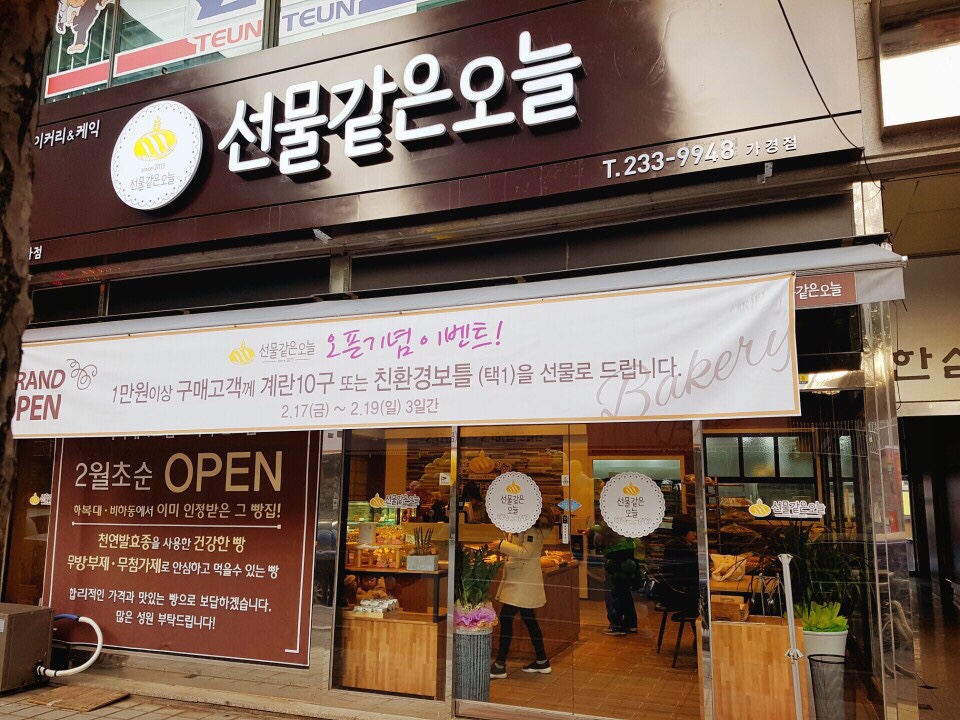 TEUN
TEUN
이커리&케익
since 2013
선물같은오늘
선물같은오늘
T.233-9948 가경점
점
같은오늘
선물같은오늘 오픈기념 이벤트!
RAND
OPEN
1만원이상 구매고객께 계란10구 또는 친환경보틀 (택1)을 선물로 드립니다.
2.17(금) ~ 2.19(일) 3일간
Bakery
한심
2월초순 OPEN
하복대·비하동에서 이미 인정받은 그 빵집!
천연발효종을 사용한 건강한 빵
무방부제·무첨가제로 안심하고 먹을수 있는 빵
합리적인 가격과 맛있는 빵으로 보답하겠습니다.
많은 성원 부탁드립니다!
선물같은오늘
선물같은
오늘
선물같은
오늘
선물같은오늘